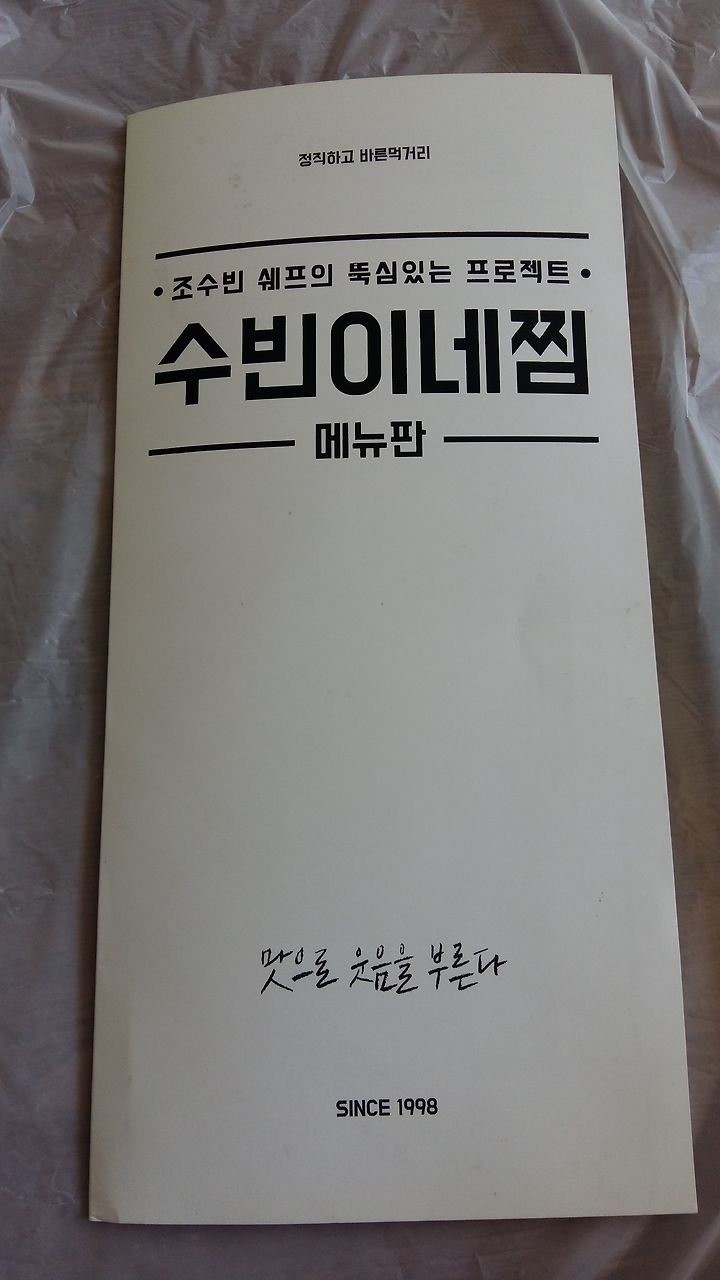 정직하고 바른먹거리
• 조수빈 쉐프의 뚝심있는 프로젝트 •
수빈이네찜
메뉴판
맛으로 웃음을 부른다
SINCE 1998